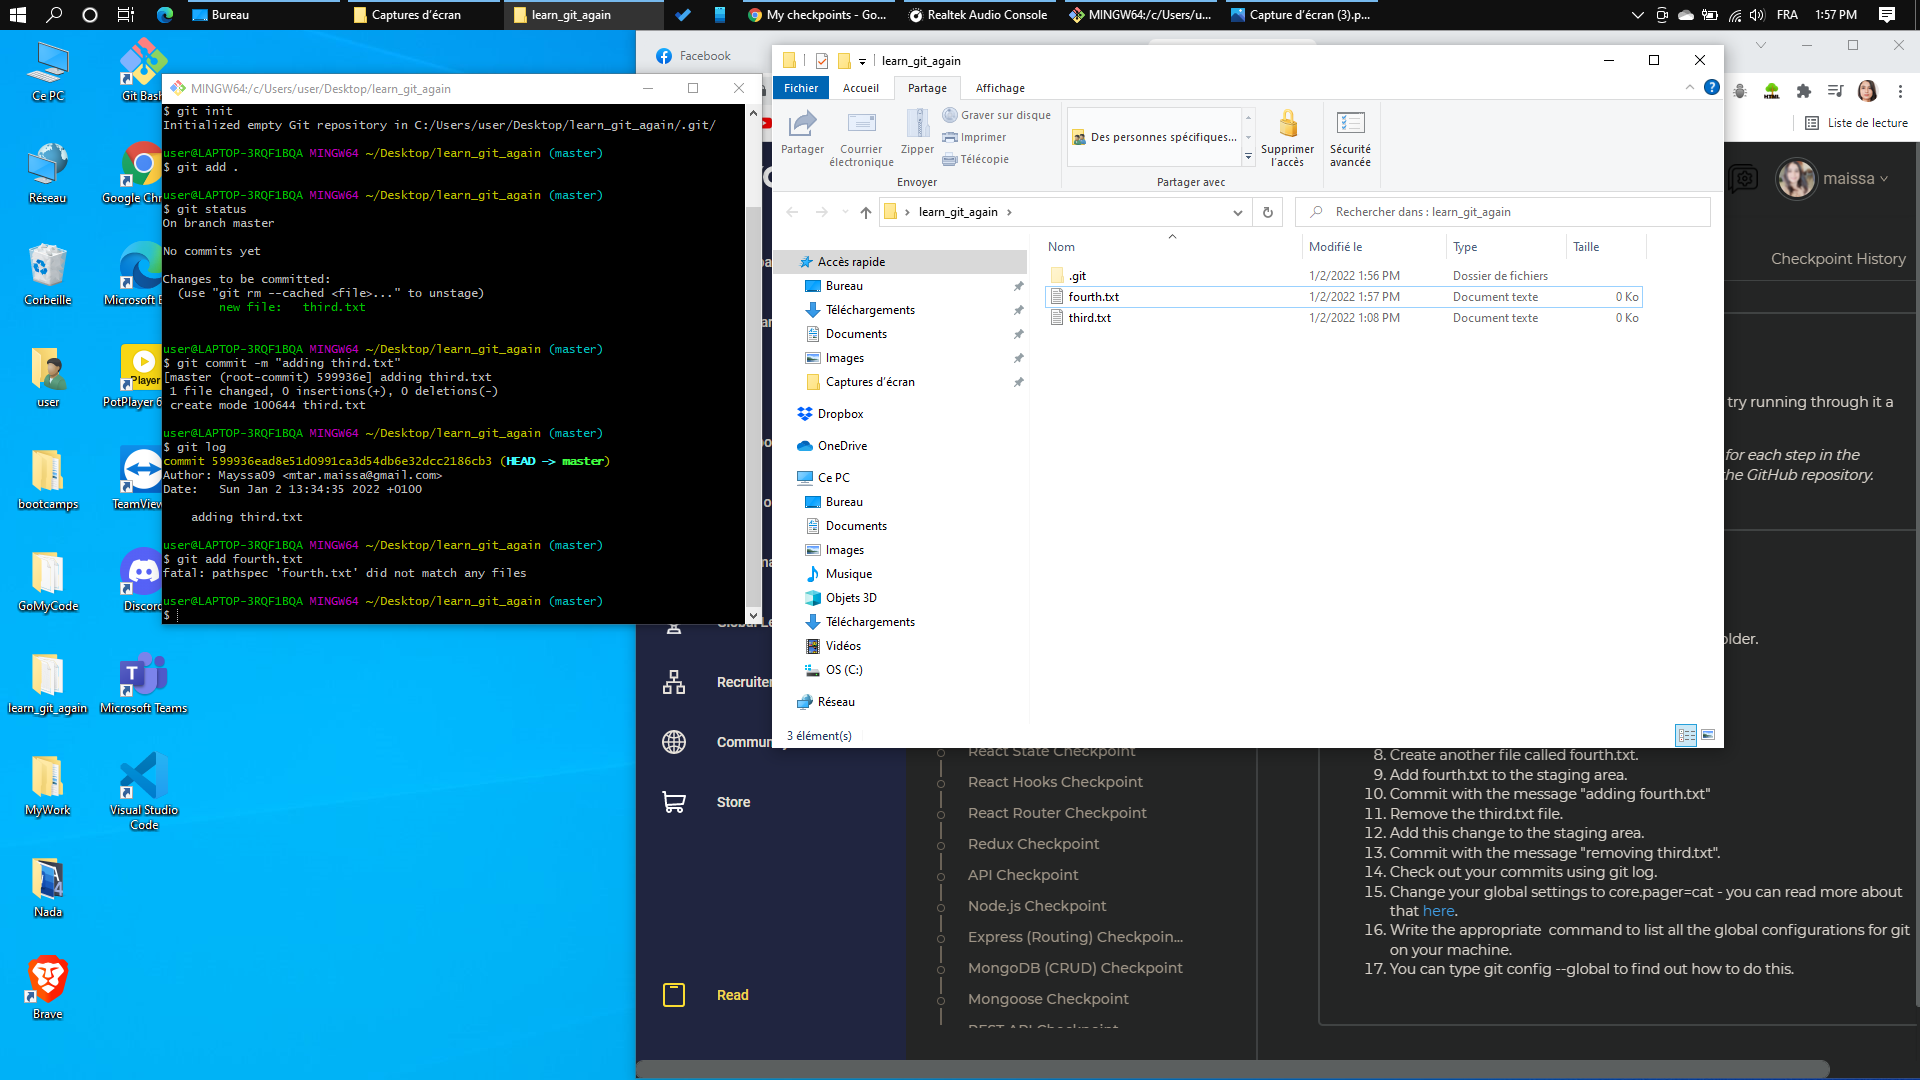 Bureau
Captures d'écran
learn_git_again
My checkpoints - Go...
Realtek Audio Console
MINGW64:/c/Users/u...
Capture d'écran (3).p...
FRA
1:57 PM
Ce PC
Git Bash
Réseau
Google Chr
Corbeille
Microsoft E
user
PotPlayer 6
Player
bootcamps
TeamView
GoMyCode
Discord
learn_git_again
Microsoft Teams
MyWork
Visual Studio
Code
Nada
Brave
MINGW64:/c/Users/user/Desktop/learn_git_again
$ git init
Initialized empty Git repository in C:/Users/user/Desktop/learn_git_again/.git/
user@LAPTOP-3RQF1BQA MINGW64 ~/Desktop/learn_git_again (master)
$ git add .
user@LAPTOP-3RQF1BQA MINGW64 ~/Desktop/learn_git_again (master)
$ git status
On branch master
No commits yet
Changes to be committed:
(use "git rm --cached <file>..." to unstage)
new file:   third.txt
user@LAPTOP-3RQF1BQA MINGW64 ~/Desktop/learn_git_again (master)
$ git commit -m "adding third.txt"
[master (root-commit) 599936e] adding third.txt
1 file changed, 0 insertions(+), 0 deletions(-)
create mode 100644 third.txt
user@LAPTOP-3RQF1BQA MINGW64 ~/Desktop/learn_git_again (master)
$ git log
commit 599936ead8e51d0991ca3d54db6e32dcc2186cb3 (HEAD -> master)
Author: Mayssa09 <mtar.maissa@gmail.com>
Date:   Sun Jan 2 13:34:35 2022 +0100
adding third.txt
user@LAPTOP-3RQF1BQA MINGW64 ~/Desktop/learn_git_again (master)
$ git add fourth.txt
fatal: pathspec 'fourth.txt' did not match any files
user@LAPTOP-3RQF1BQA MINGW64 ~/Desktop/learn_git_again (master)
$
Facebook
learn_git_again
Fichier
Accueil
Partage
Affichage
Partager
Courrier
électronique
Zipper
Graver sur disque
Imprimer
Télécopie
Envoyer
Des personnes spécifiques...
Partager avec
Supprimer
l'accès
Sécurité
avancée
learn_git_again
Rechercher dans : learn_git_again
Accès rapide
Bureau
Téléchargements
Documents
Images
Captures d'écran
Dropbox
OneDrive
Ce PC
Bureau
Documents
Images
Musique
Objets 3D
Téléchargements
Vidéos
OS (C:)
Réseau
Nom
Modifié le
Type
Taille
.git
1/2/2022 1:56 PM
Dossier de fichiers
fourth.txt
1/2/2022 1:57 PM
Document texte
0 Ko
third.txt
1/2/2022 1:08 PM
Document texte
0 Ko
3 élément(s)
HTML
Liste de lecture
maissa
Checkpoint History
try running through it a
for each step in the
he GitHub repository.
older.
Global Le
Recruiter
Commun
Store
Read
React State Checkpoint
React Hooks Checkpoint
React Router Checkpoint
Redux Checkpoint
API Checkpoint
Node.js Checkpoint
Express (Routing) Checkpoin...
MongoDB (CRUD) Checkpoint
Mongoose Checkpoint
REST API Checkpoint
8. Create another file called fourth.txt.
9. Add fourth.txt to the staging area.
10. Commit with the message "adding fourth.txt"
11. Remove the third.txt file.
12. Add this change to the staging area.
13. Commit with the message "removing third.txt".
14. Check out your commits using git log.
15. Change your global settings to core.pager=cat - you can read more about
that here.
16. Write the appropriate  command to list all the global configurations for git
on your machine.
17. You can type git config --global to find out how to do this.